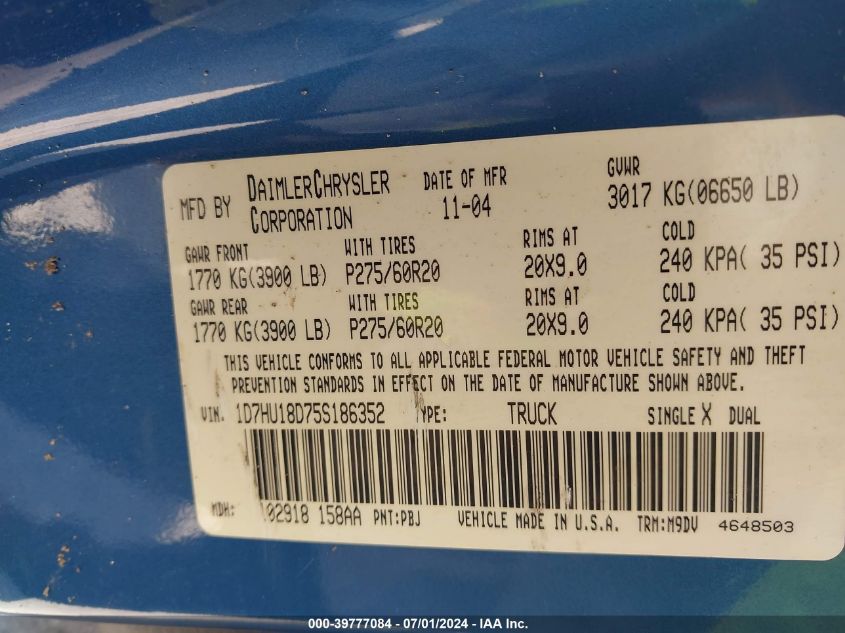 MFD BY DAIMLERCHRYSLER CORPORATION DATE OF MFR 11-04 GVWR 3017 KG(06650 LB)
GAWR FRONT WITH TIRES RIMS AT COLD
1770 KG(3900 LB) P275/60R20 20X9.0 240 KPA( 35 PSI)
GAWR REAR WITH TIRES RIMS AT COLD
1770 KG(3900 LB) P275/60R20 20X9.0 240 KPA( 35 PSI)
THIS VEHICLE CONFORMS TO ALL APPLICABLE FEDERAL MOTOR VEHICLE SAFETY AND THEFT
PREVENTION STANDARDS IN EFFECT ON THE DATE OF MANUFACTURE SHOWN ABOVE.
VIN. 1D7HU18D75S186352 TYPE: TRUCK SINGLE X DUAL
MDH: 102918 158AA PNT:PBJ VEHICLE MADE IN U.S.A. TRM:M9DV 4648503
000-39777084 - 07/01/2024 - IAA Inc.